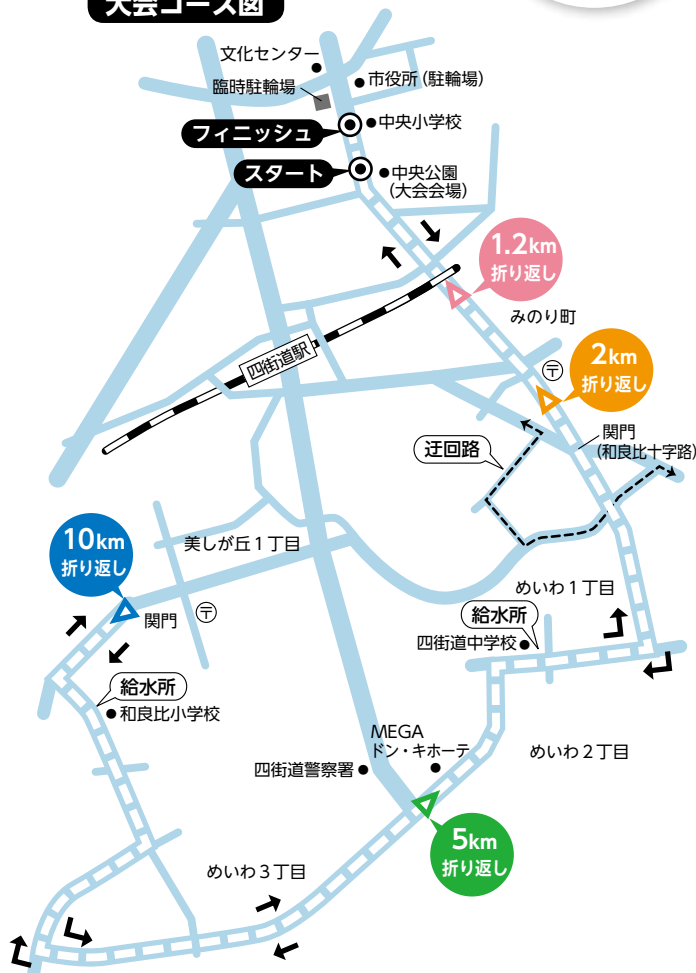 大会コース図
文化センター
臨時駐輪場
市役所(駐輪場)
フィニッシュ
中央小学校
スタート
中央公園
(大会会場)
1.2km
折り返し
みのり町
四街道駅
〒
2km
折り返し
関門
(和良比十字路)
迂回路
10km
折り返し
美しが丘1丁目
関門
〒
めいわ1丁目
給水所
四街道中学校
給水所
和良比小学校
MEGA
ドン・キホーテ
四街道警察署
めいわ2丁目
5km
折り返し
めいわ3丁目